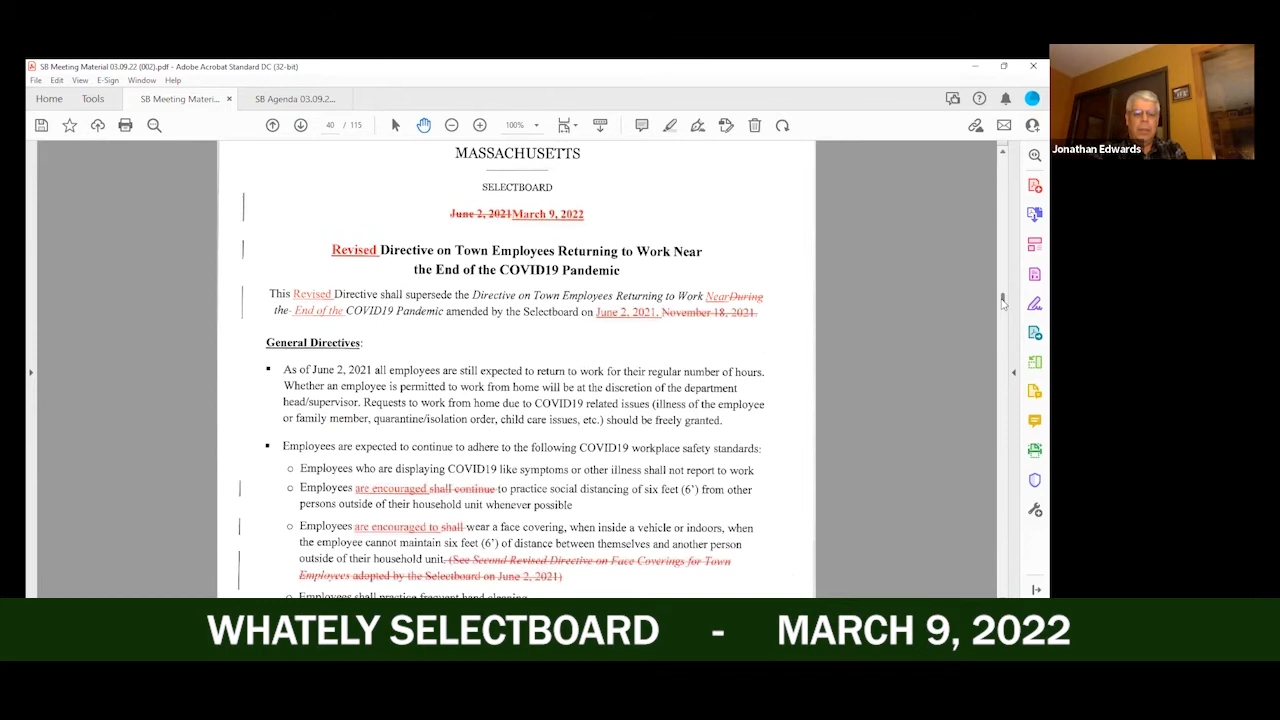 SB Meeting Material 03.09.22 (002).pdf - Adobe Acrobat Standard DC (32-bit)
File Edit View E-Sign Window Help
Home Tools SB Meeting Materi... × SB Agenda 03.09.2...
40 / 115 100%
Jonathan Edwards
MASSACHUSETTS
SELECTBOARD
June 2, 2021March 9, 2022
Revised Directive on Town Employees Returning to Work Near
the End of the COVID19 Pandemic
This Revised Directive shall supersede the Directive on Town Employees Returning to Work NearDuring
the End of the COVID19 Pandemic amended by the Selectboard on June 2, 2021. November 18, 2021.
General Directives:
▪ As of June 2, 2021 all employees are still expected to return to work for their regular number of hours.
Whether an employee is permitted to work from home will be at the discretion of the department
head/supervisor. Requests to work from home due to COVID19 related issues (illness of the employee
or family member, quarantine/isolation order, child care issues, etc.) should be freely granted.
▪ Employees are expected to continue to adhere to the following COVID19 workplace safety standards:
o Employees who are displaying COVID19 like symptoms or other illness shall not report to work
o Employees are encouraged shall continue to practice social distancing of six feet (6') from other
persons outside of their household unit whenever possible
o Employees are encouraged to shall wear a face covering, when inside a vehicle or indoors, when
the employee cannot maintain six feet (6') of distance between themselves and another person
outside of their household unit. (See Second Revised Directive on Face Coverings for Town
Employees adopted by the Selectboard on June 2, 2021)
o Employees shall practice frequent hand cleaning
WHATELY SELECTBOARD - MARCH 9, 2022